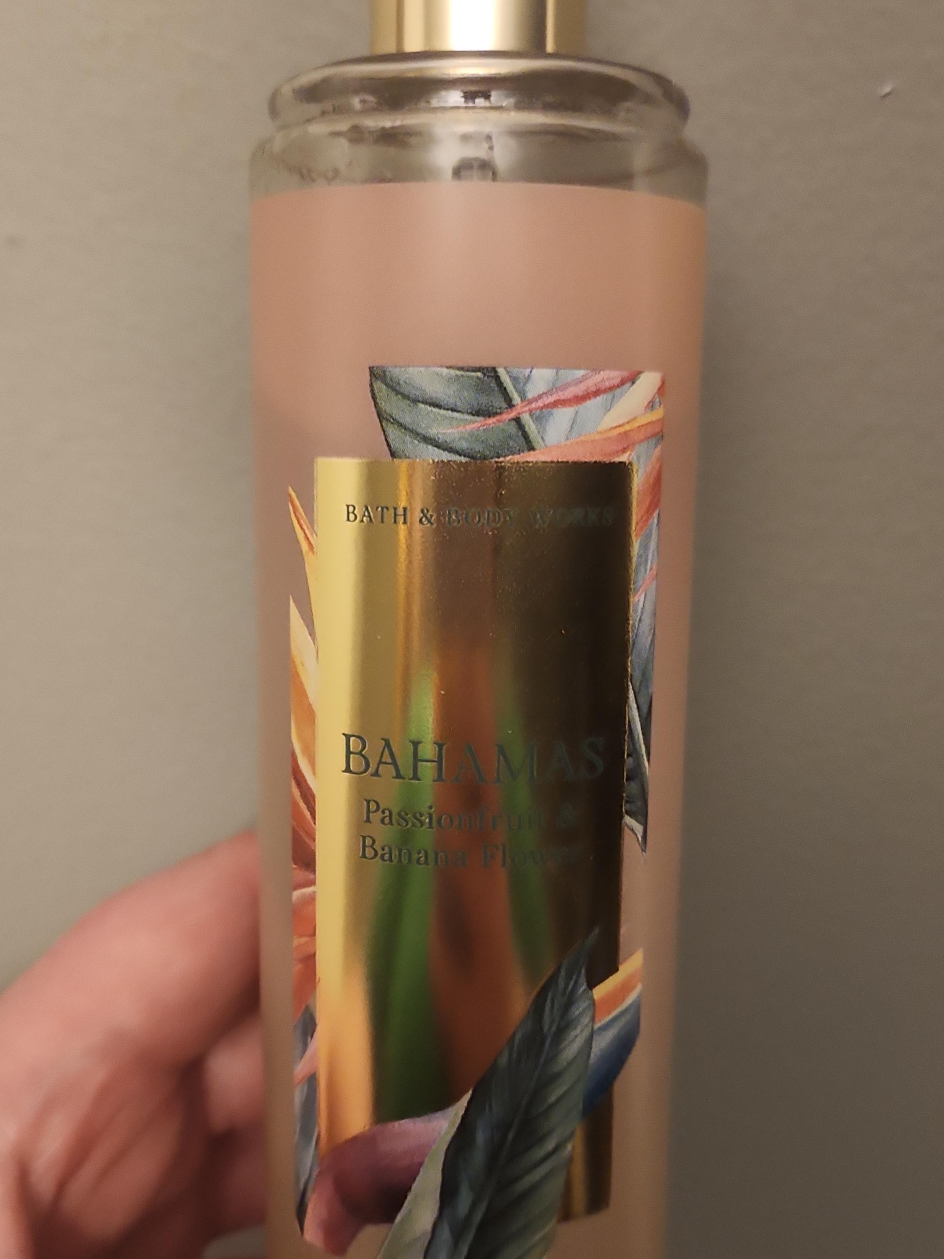 BATH & BODY WORKS
BAHAMAS
Passionfruit &
Banana Flower